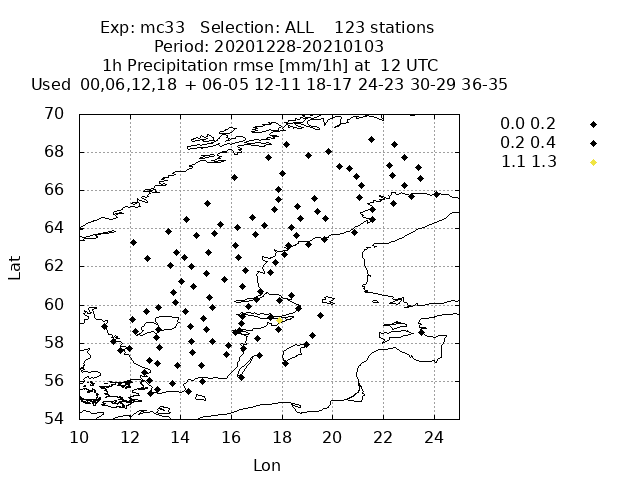 Exp: mc33   Selection: ALL    123 stations
Period: 20201228-20210103
1h Precipitation rmse [mm/1h] at  12 UTC
Used  00,06,12,18  + 06-05 12-11 18-17 24-23 30-29 36-35
0.0 0.2
0.2 0.4
1.1 1.3
70
68
66
64
62
60
58
56
54
Lat
10 12 14 16 18 20 22 24
Lon